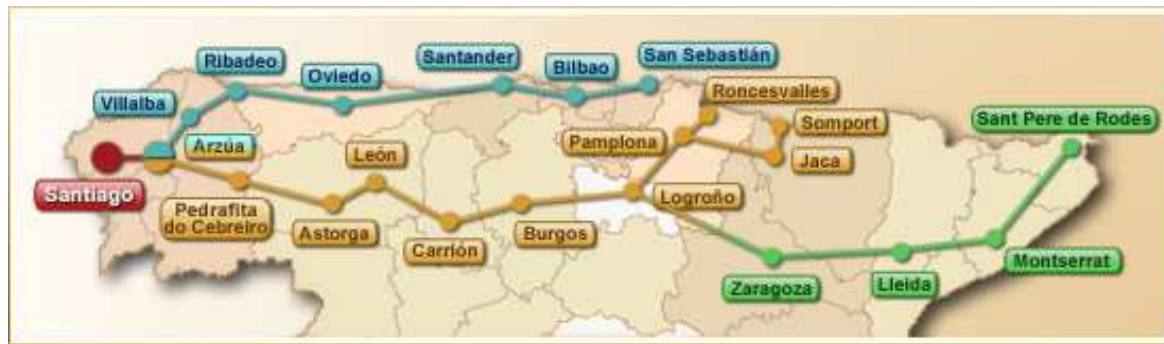 Ribadeo
Santander
San Sebastián
Oviedo
Bilbao
Villalba
Roncesvalles
Somport
Sant Pere de Rodes
Arzúa
León
Pamplona
Jaca
Santiago
Pedrafita
do Cebreiro
Astorga
Carrión
Burgos
Logroño
Zaragoza
Lleida
Montserrat